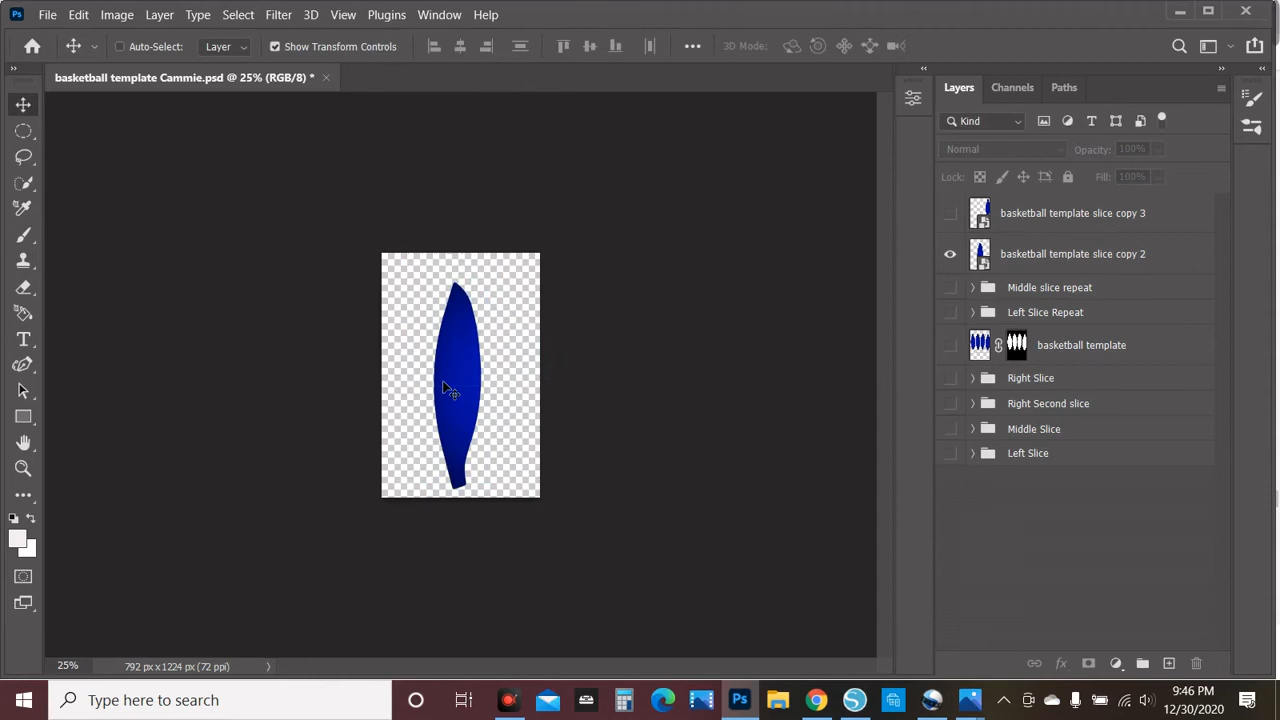 Ps File Edit Image Layer Type Select Filter 3D View Plugins Window Help
Auto-Select: Layer Show Transform Controls 3D Mode:
basketball template Cammie.psd @ 25% (RGB/8) *
Layers Channels Paths
Kind
Normal Opacity: 100%
Lock: Fill: 100%
basketball template slice copy 3
basketball template slice copy 2
Middle slice repeat
Left Slice Repeat
basketball template
Right Slice
Right Second slice
Middle Slice
Left Slice
25% 792 px x 1224 px (72 ppi)
Type here to search
Ps
9:46 PM
12/30/2020